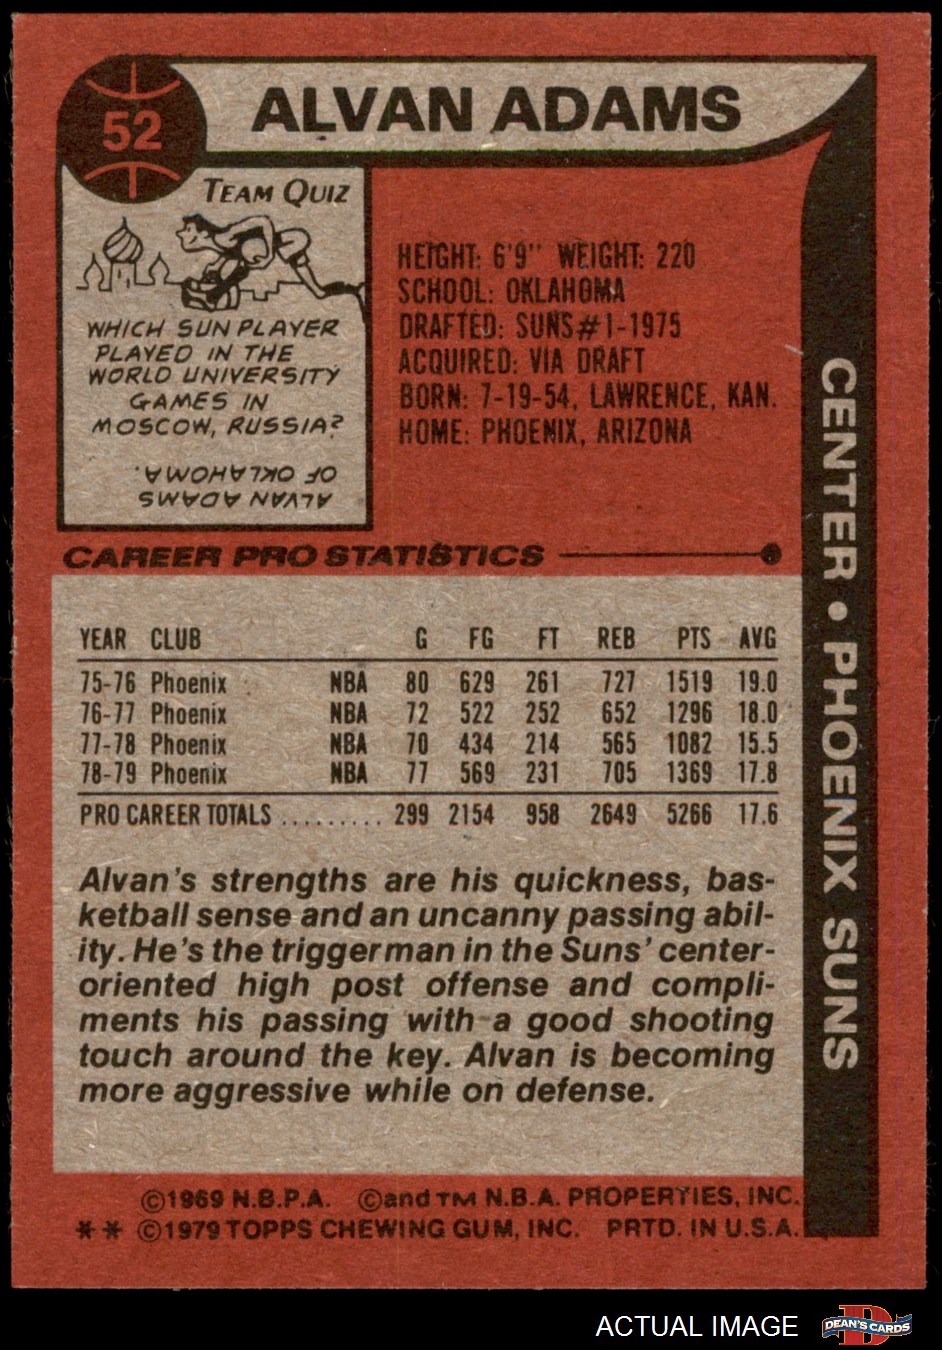 52
ALVAN ADAMS
TEAM QUIZ
WHICH SUN PLAYER
PLAYED IN THE
WORLD UNIVERSITY
GAMES IN
MOSCOW, RUSSIA?
ALVAN ADAMS
OF OKLAHOMA.
HEIGHT: 6'9" WEIGHT: 220
SCHOOL: OKLAHOMA
DRAFTED: SUNS#1-1975
ACQUIRED: VIA DRAFT
BORN: 7-19-54, LAWRENCE, KAN.
HOME: PHOENIX, ARIZONA
CENTER • PHOENIX SUNS
CAREER PRO STATISTICS
YEAR CLUB G FG FT REB PTS AVG
75-76 Phoenix NBA 80 629 261 727 1519 19.0
76-77 Phoenix NBA 72 522 252 652 1296 18.0
77-78 Phoenix NBA 70 434 214 565 1082 15.5
78-79 Phoenix NBA 77 569 231 705 1369 17.8
PRO CAREER TOTALS ......... 299 2154 958 2649 5266 17.6
Alvan's strengths are his quickness, bas-
ketball sense and an uncanny passing abil-
ity. He's the triggerman in the Suns' center-
oriented high post offense and compli-
ments his passing with a good shooting
touch around the key. Alvan is becoming
more aggressive while on defense.
©1969 N.B.P.A. ©and TM N.B.A. PROPERTIES, INC.
** ©1979 TOPPS CHEWING GUM, INC. PRTD. IN U.S.A.
ACTUAL IMAGE
D
DEAN'S CARDS